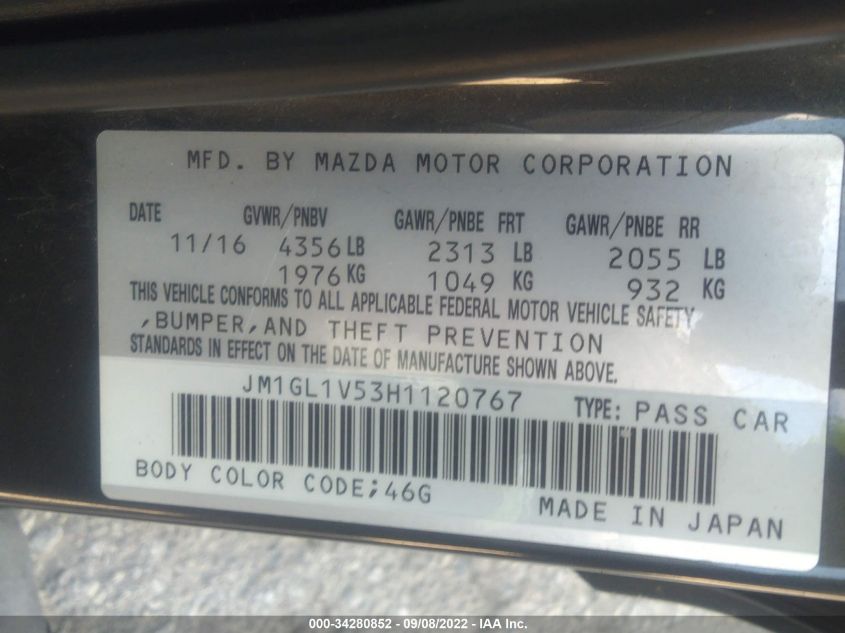 MFD. BY MAZDA MOTOR CORPORATION
DATE GVWR/PNBV GAWR/PNBE FRT GAWR/PNBE RR
11/16 4356 LB 2313 LB 2055 LB
1976 KG 1049 KG 932 KG
THIS VEHICLE CONFORMS TO ALL APPLICABLE FEDERAL MOTOR VEHICLE SAFETY
,BUMPER,AND THEFT PREVENTION
STANDARDS IN EFFECT ON THE DATE OF MANUFACTURE SHOWN ABOVE.
JM1GL1V53H1120767 TYPE: PASS CAR
BODY COLOR CODE;46G
MADE IN JAPAN
000-34280852 — 09/08/2022 — IAA Inc.